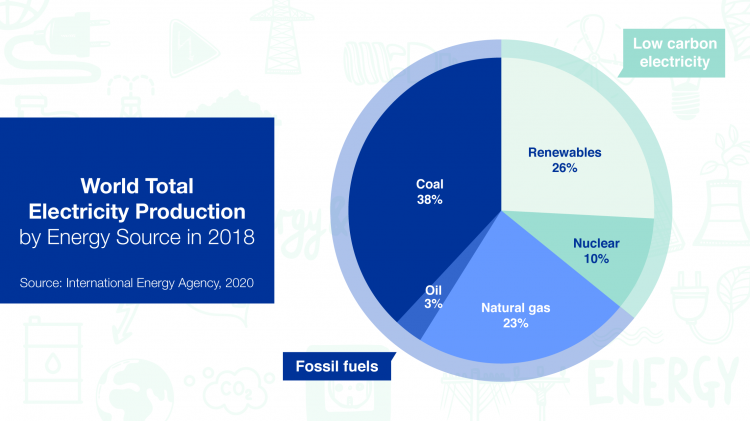 World Total
Electricity Production
by Energy Source in 2018
Source: International Energy Agency, 2020
Low carbon
electricity
Renewables
26%
Nuclear
10%
Natural gas
23%
Oil
3%
Coal
38%
Fossil fuels
CO₂
ENERGY